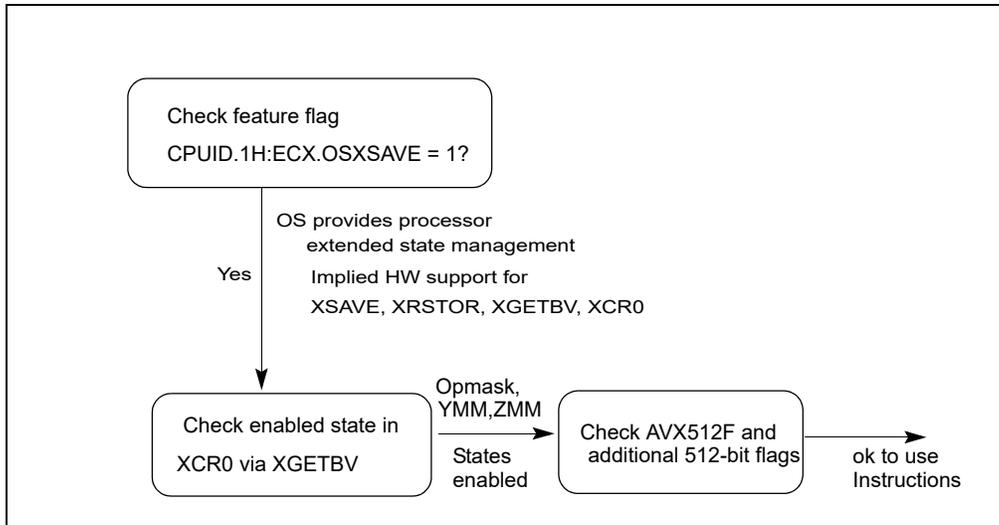 Check feature flag
CPUID.1H:ECX.OSXSAVE = 1?
OS provides processor
extended state management
Yes
Implied HW support for
XSAVE, XRSTOR, XGETBV, XCR0
Check enabled state in
XCR0 via XGETBV
Opmask,
YMM,ZMM
States
enabled
Check AVX512F and
additional 512-bit flags
ok to use
Instructions